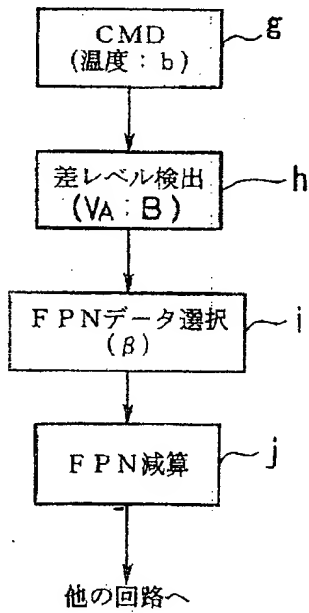 CMD
(温度:b)
g
差レベル検出
(VA:B)
h
FPNデータ選択
(β)
i
FPN減算
j
他の回路へ